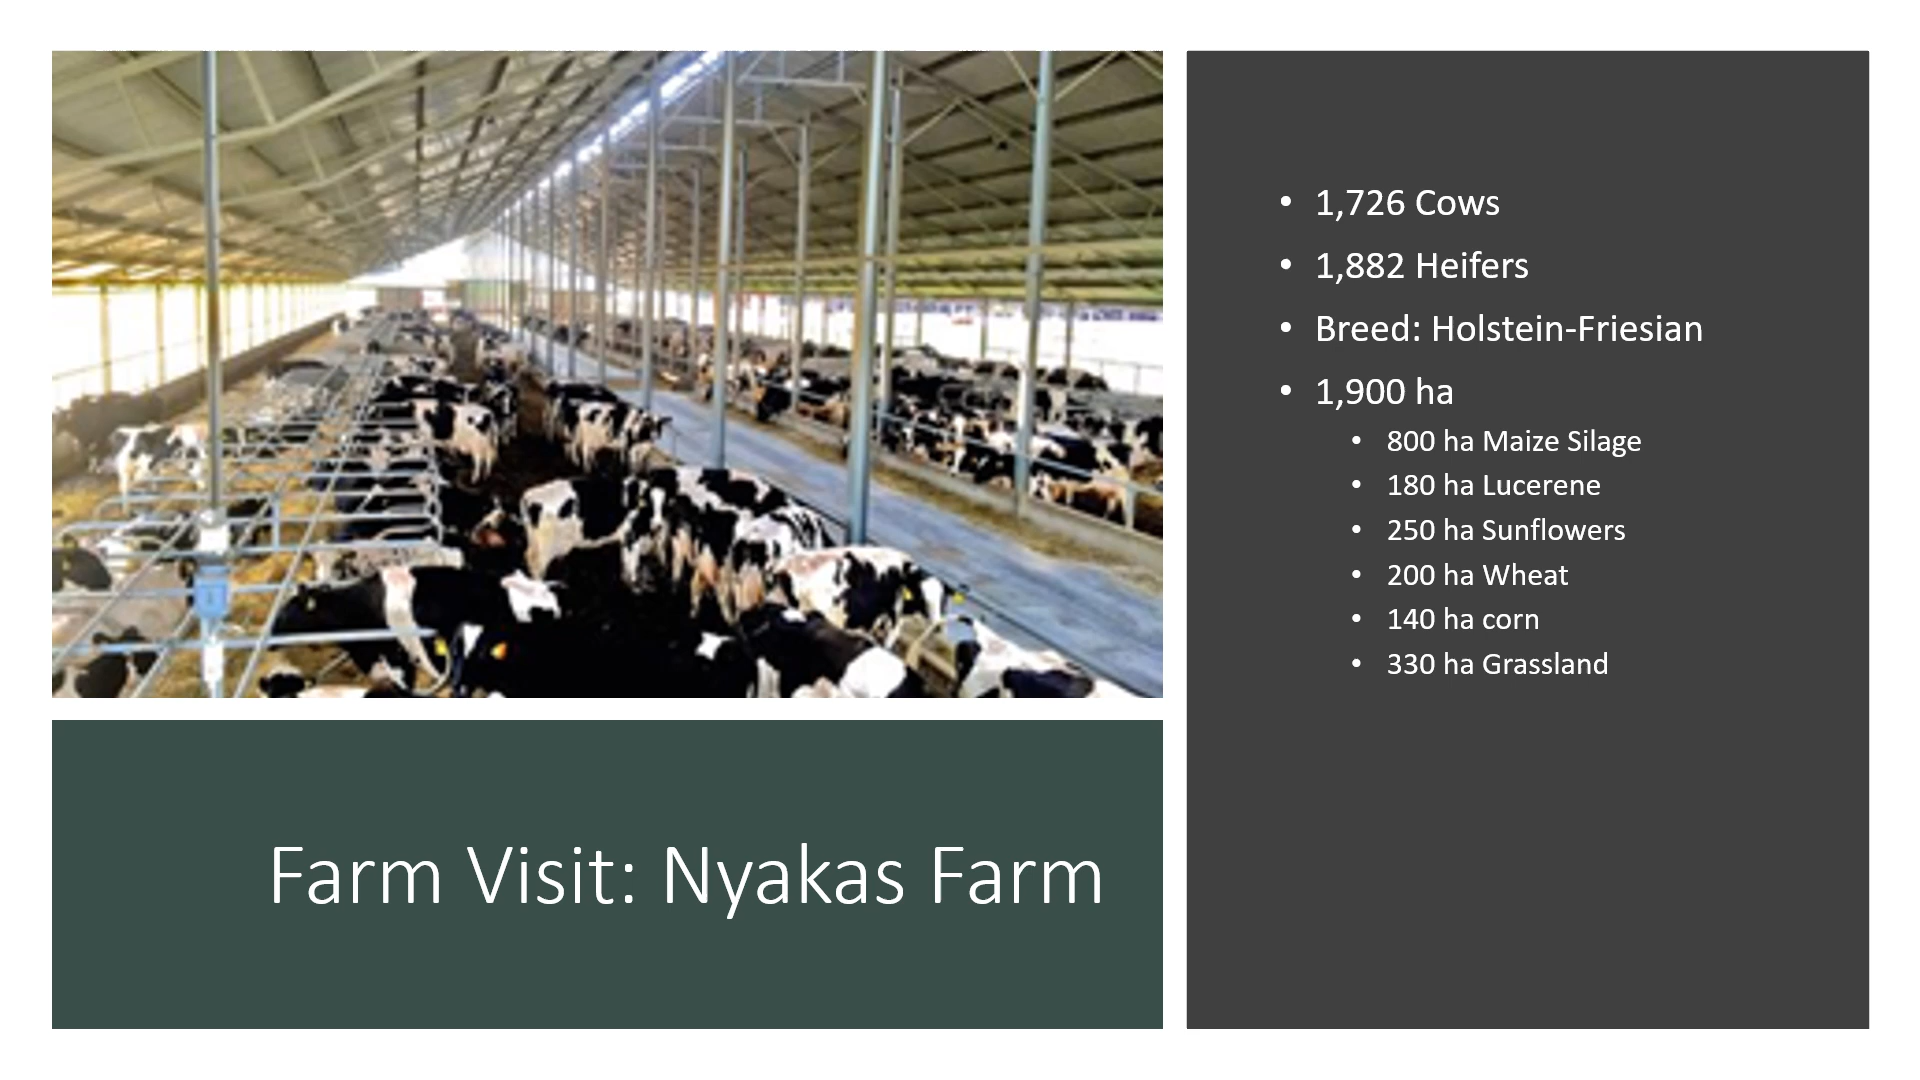 • 1,726 Cows
• 1,882 Heifers
• Breed: Holstein-Friesian
• 1,900 ha
• 800 ha Maize Silage
• 180 ha Lucerene
• 250 ha Sunflowers
• 200 ha Wheat
• 140 ha corn
• 330 ha Grassland
Farm Visit: Nyakas Farm